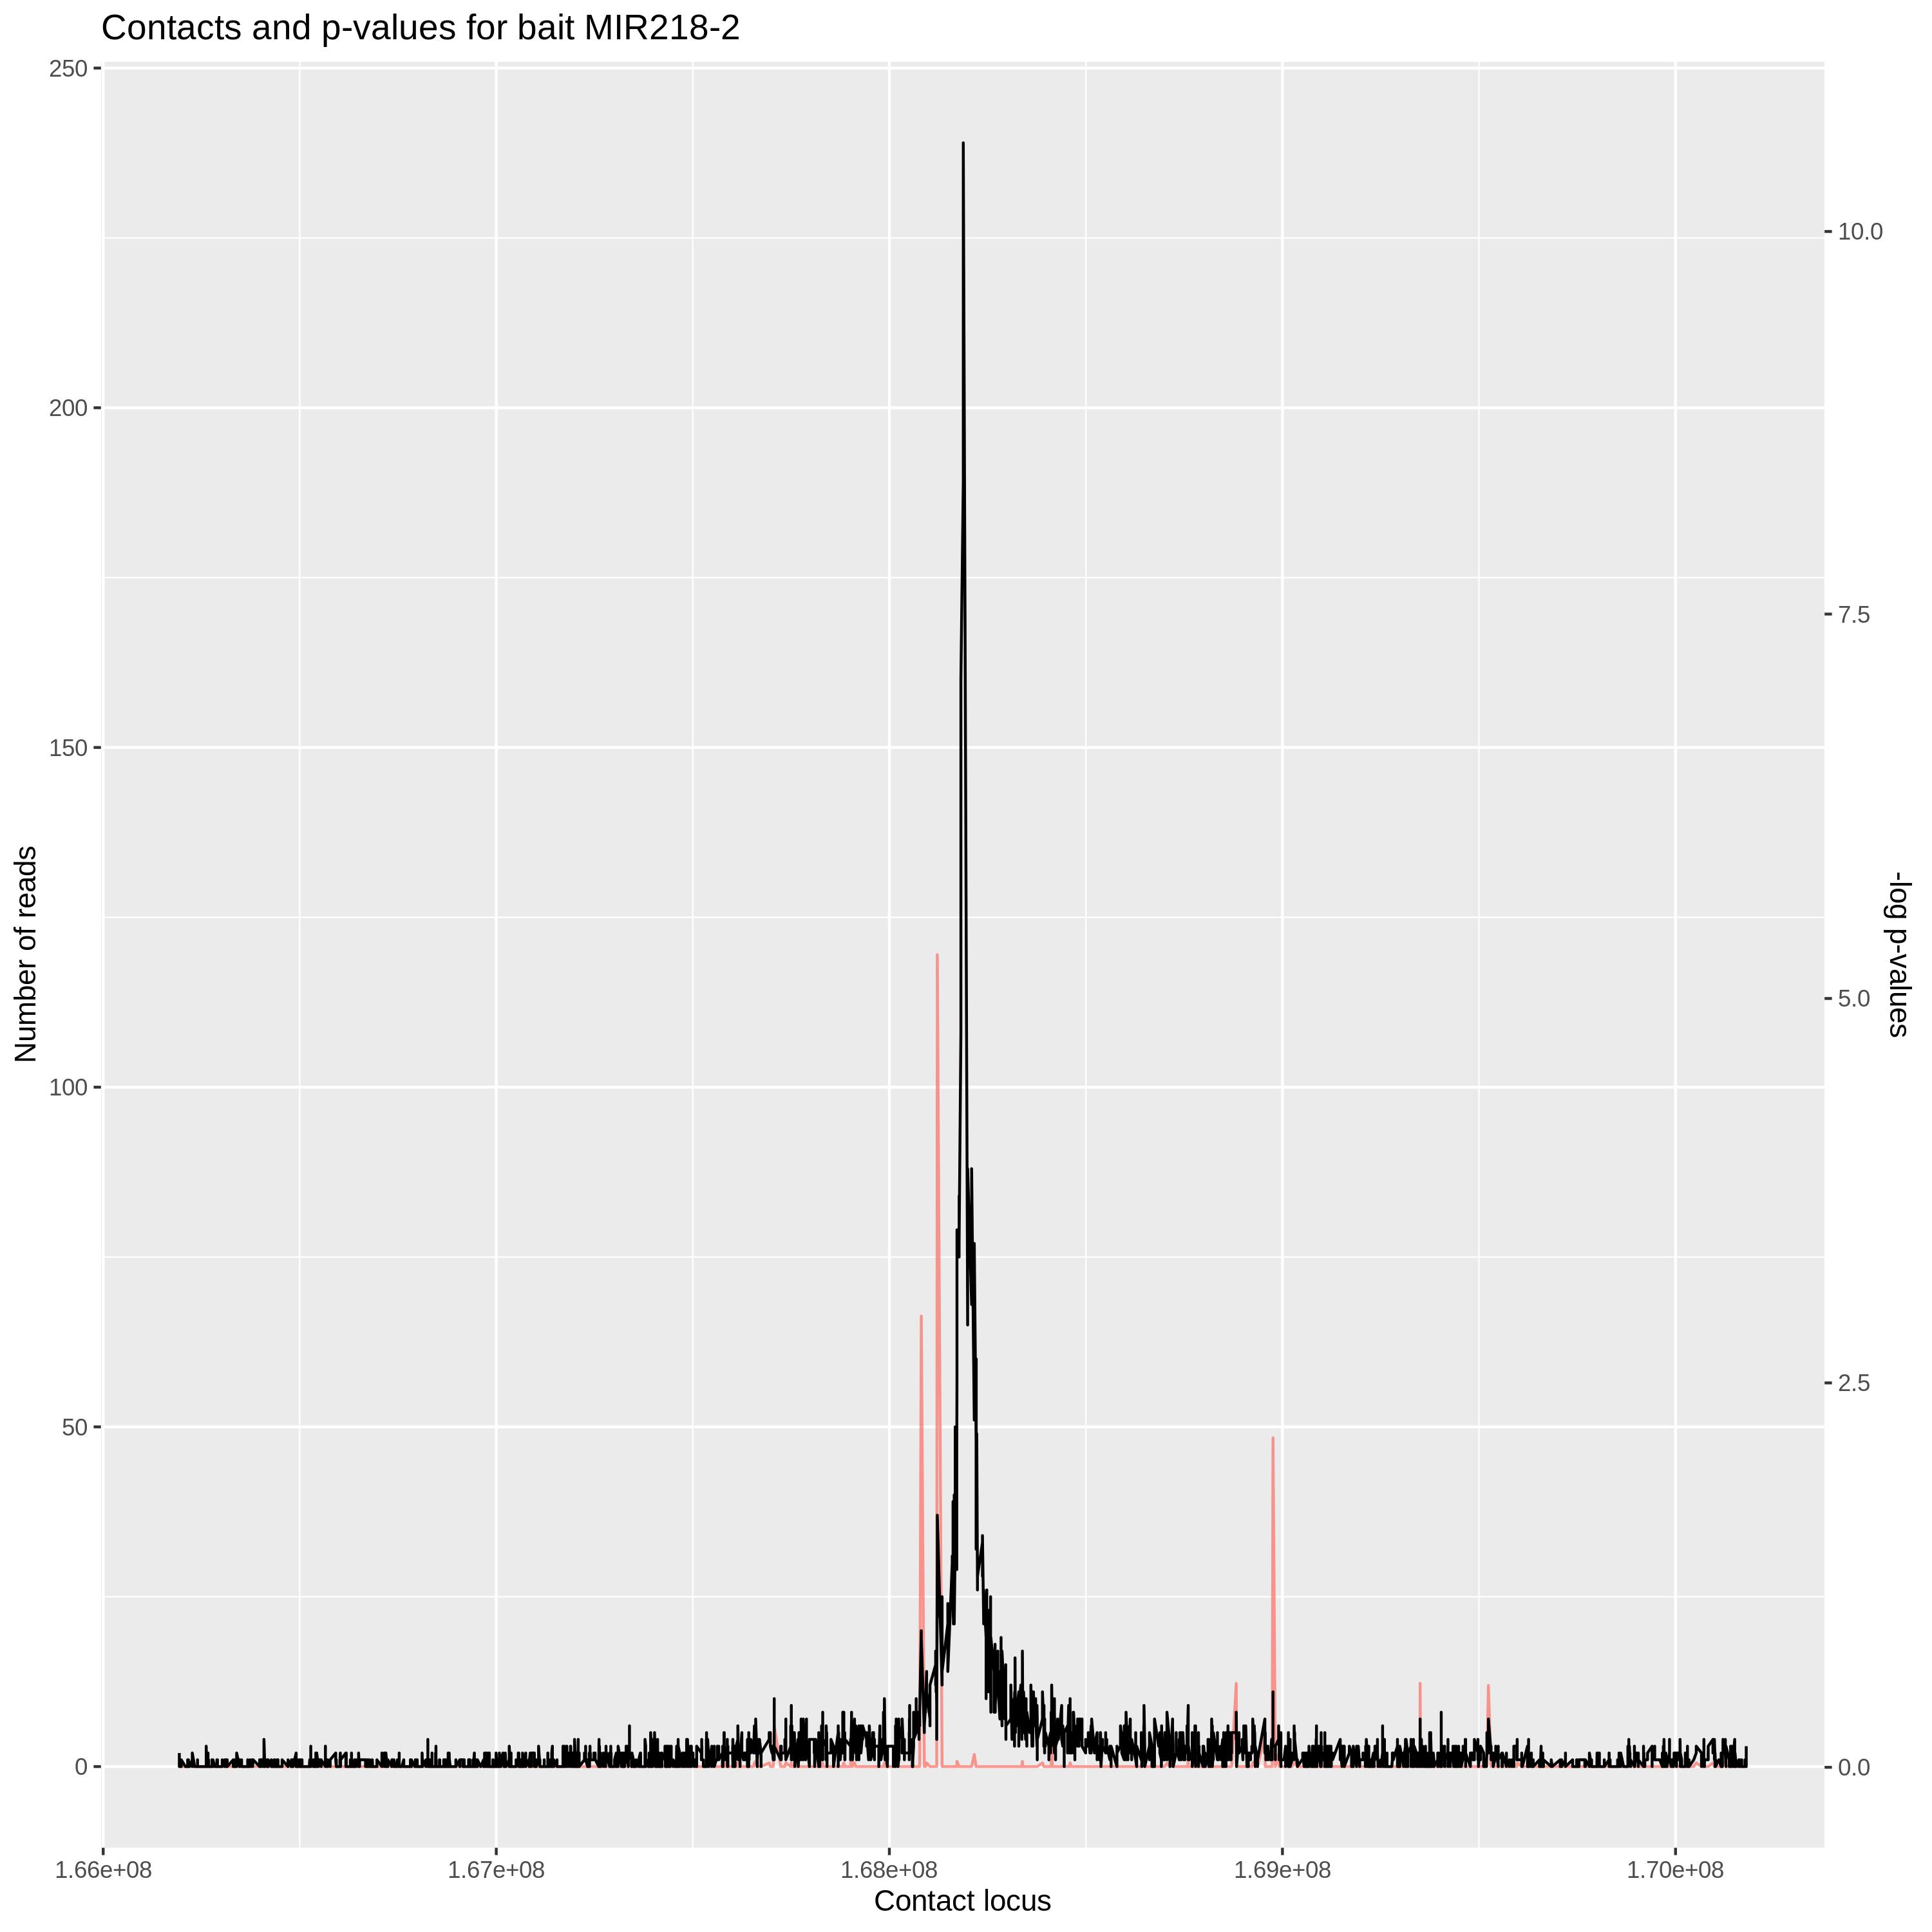 Contacts and p-values for bait MIR218-2
250
200
150
100
50
0
Number of reads
10.0
7.5
5.0
2.5
0.0
-log p-values
1.66e+08 1.67e+08 1.68e+08 1.69e+08 1.70e+08
Contact locus